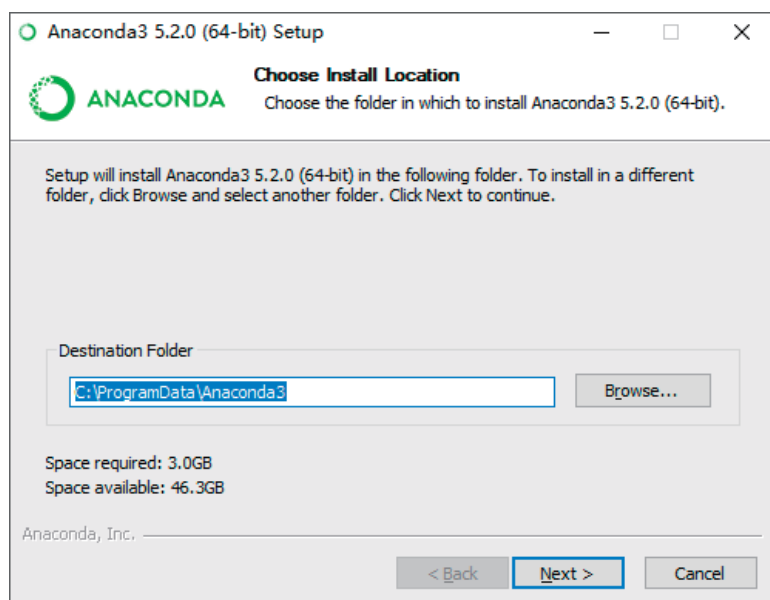 Anaconda3 5.2.0 (64-bit) Setup
ANACONDA
Choose Install Location
Choose the folder in which to install Anaconda3 5.2.0 (64-bit).
Setup will install Anaconda3 5.2.0 (64-bit) in the following folder. To install in a different
folder, click Browse and select another folder. Click Next to continue.
Destination Folder
C:\ProgramData\Anaconda3
Browse...
Space required: 3.0GB
Space available: 46.3GB
Anaconda, Inc.
< Back
Next >
Cancel